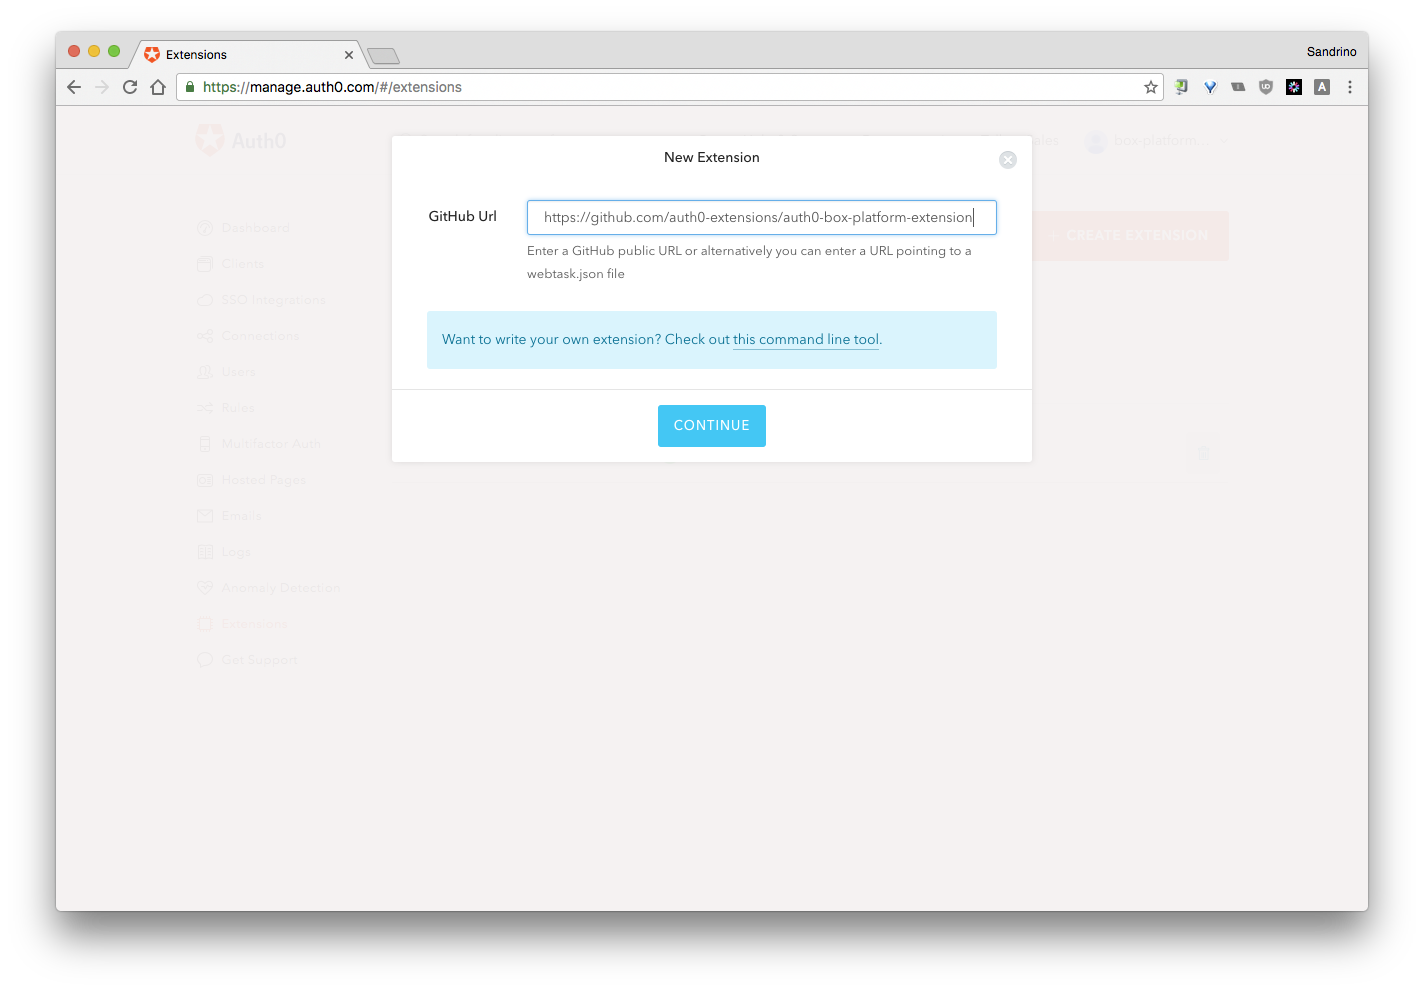 Extensions
Sandrino
https://manage.auth0.com/#/extensions
Auth0
New Extension
ales
box-platform...
GitHub Url
https://github.com/auth0-extensions/auth0-box-platform-extension
Enter a GitHub public URL or alternatively you can enter a URL pointing to a
webtask.json file
CREATE EXTENSION
Want to write your own extension? Check out this command line tool.
CONTINUE
Dashboard
Clients
SSO Integrations
Connections
Users
Rules
Multifactor Auth
Hosted Pages
Emails
Logs
Anomaly Detection
Extensions
Get Support